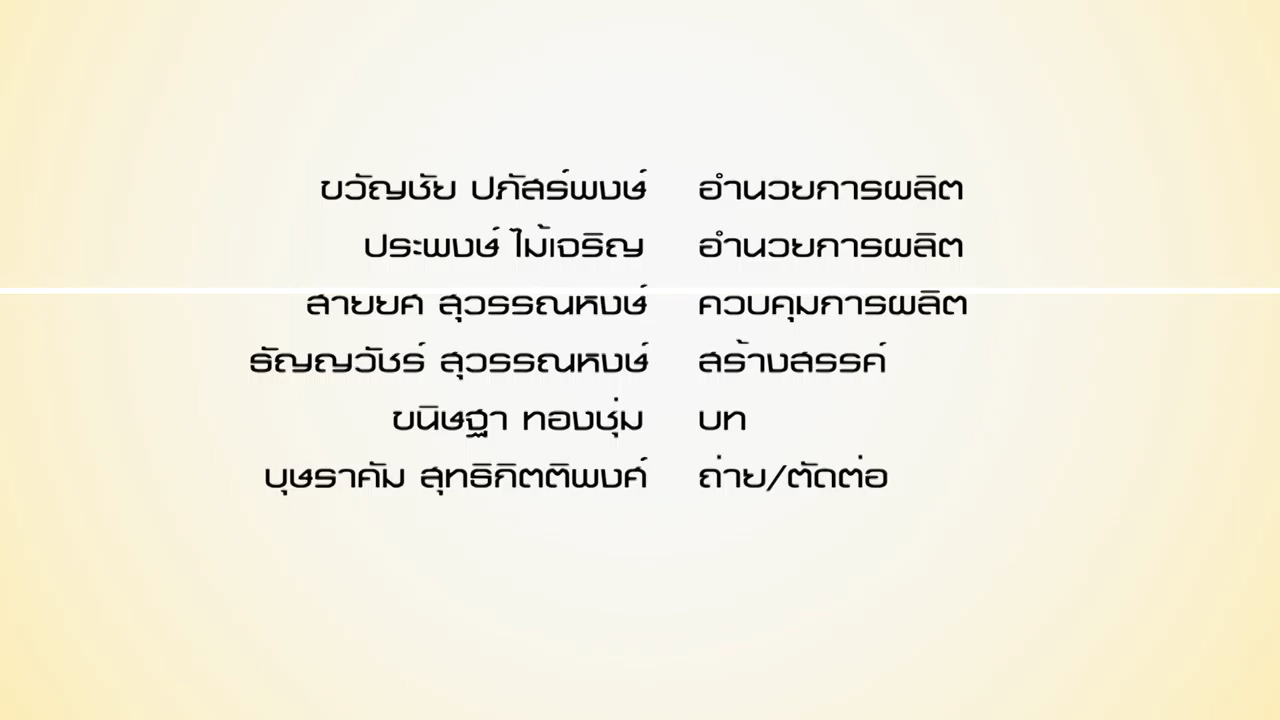 ขวัญชัย ปภัสร์พงษ์ อำนวยการผลิต
ประพงษ์ ไม้เจริญ อำนวยการผลิต
สายยศ สุวรรณหงษ์ ควบคุมการผลิต
ธัญญวัชร์ สุวรรณหงษ์ สร้างสรรค์
ขนิษฐา ทองชุ่ม บท
บุษราคัม สุทธิกิตติพงศ์ ถ่าย/ตัดต่อ